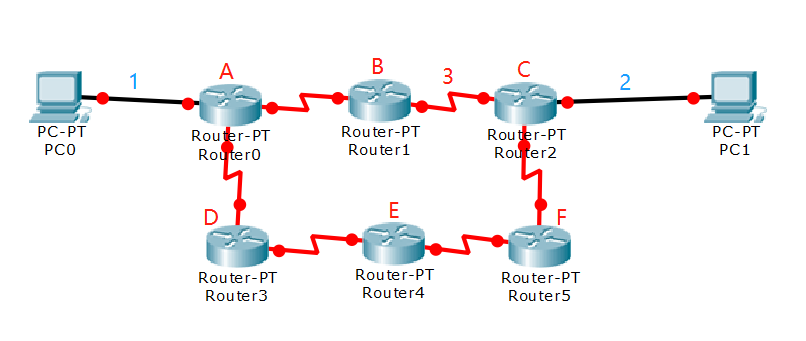 1
A
B
3
C
2
PC-PT
PC0
Router-PT
Router0
Router-PT
Router1
Router-PT
Router2
PC-PT
PC1
D
E
F
Router-PT
Router3
Router-PT
Router4
Router-PT
Router5